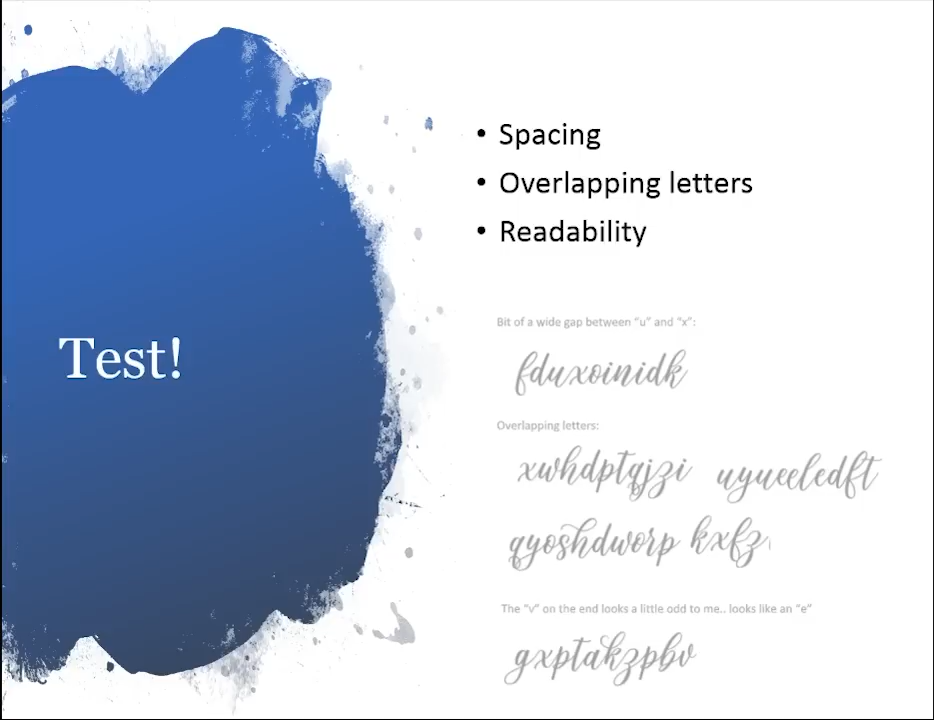 Test!
• Spacing
• Overlapping letters
• Readability
Bit of a wide gap between “u” and “x”:
fduxoinidk
Overlapping letters:
xwhdptqjzi uyueeledft
qyoshdworp kxfz
The “v” on the end looks a little odd to me.. looks like an “e”
gxptakzpbv